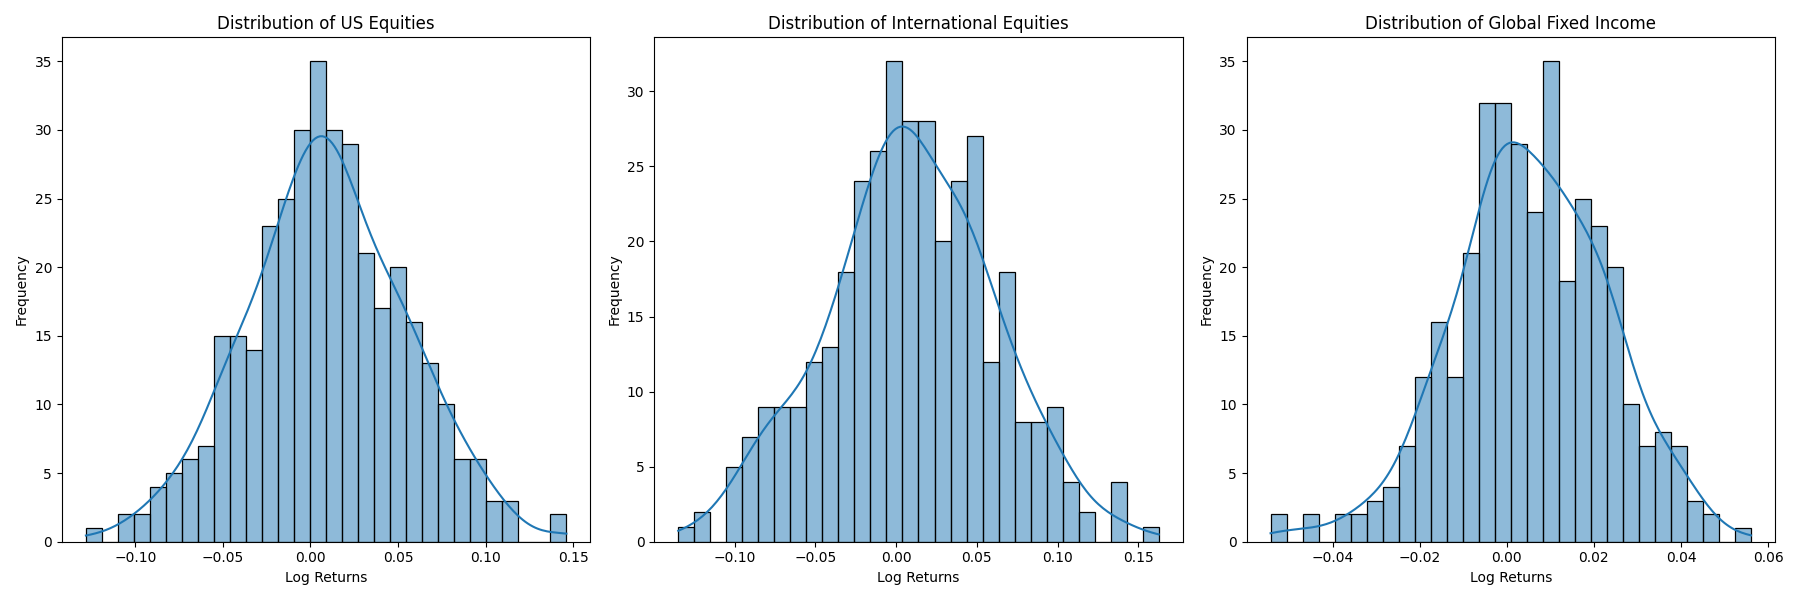 Distribution of US Equities
35
30
25
20
15
10
5
0
Frequency
−0.10 −0.05 0.00 0.05 0.10 0.15
Log Returns
Distribution of International Equities
30
25
20
15
10
5
0
Frequency
−0.10 −0.05 0.00 0.05 0.10 0.15
Log Returns
Distribution of Global Fixed Income
35
30
25
20
15
10
5
0
Frequency
−0.04 −0.02 0.00 0.02 0.04 0.06
Log Returns